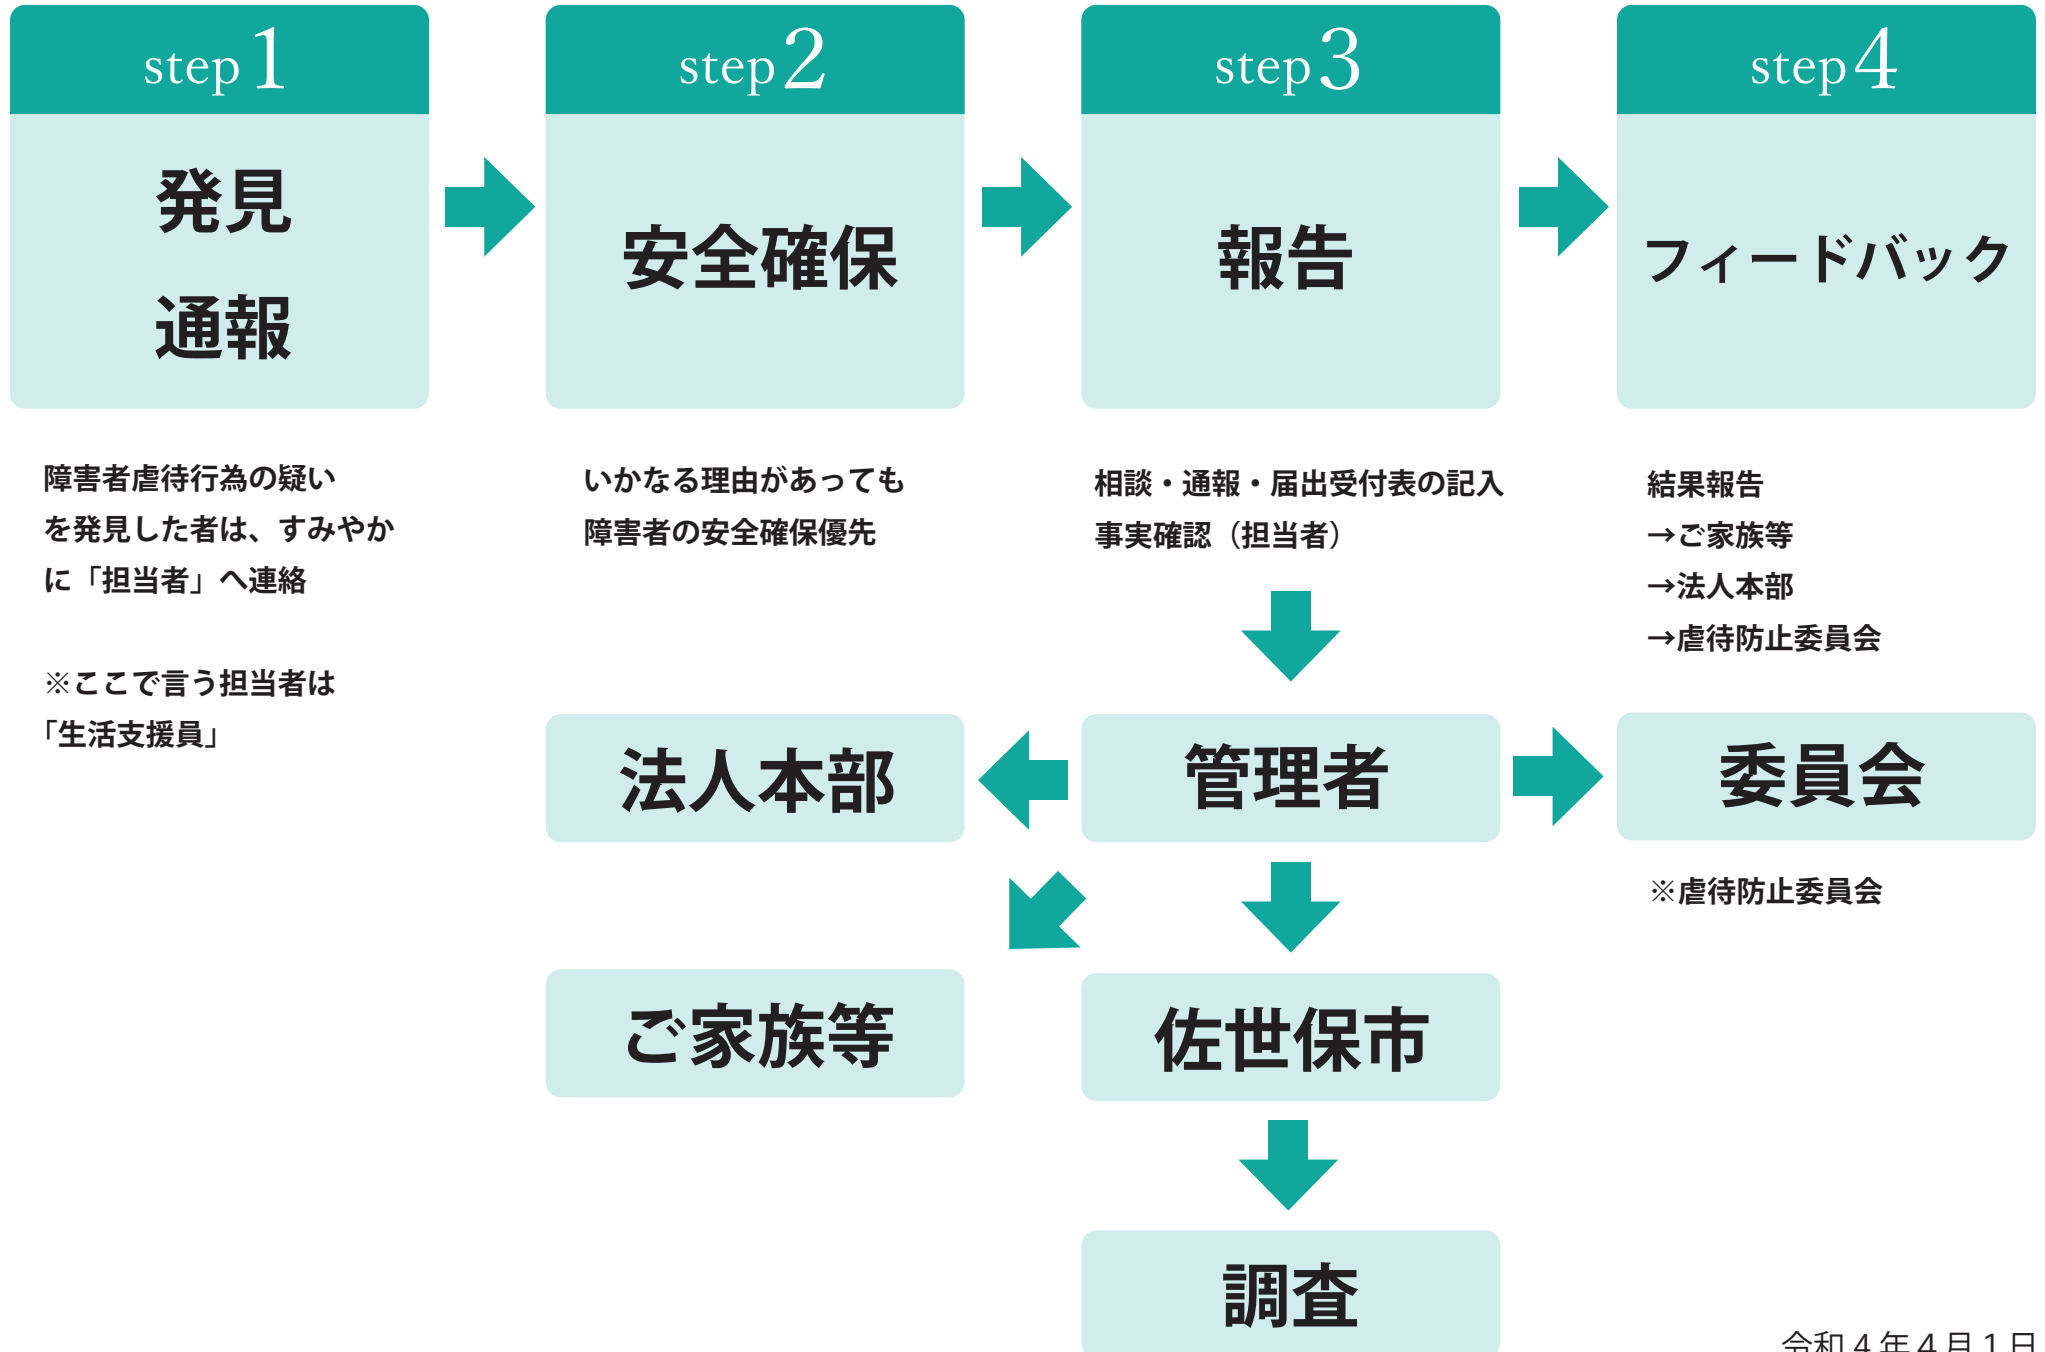 step 1
発見
通報
障害者虐待行為の疑い
を発見した者は、すみやか
に「担当者」へ連絡
※ここで言う担当者は
「生活支援員」
step 2
安全確保
いかなる理由があっても
障害者の安全確保優先
step 3
報告
相談・通報・届出受付表の記入
事実確認（担当者）
step 4
フィードバック
結果報告
→ご家族等
→法人本部
→虐待防止委員会
法人本部
管理者
委員会
※虐待防止委員会
ご家族等
佐世保市
調査
令和４年４月１日